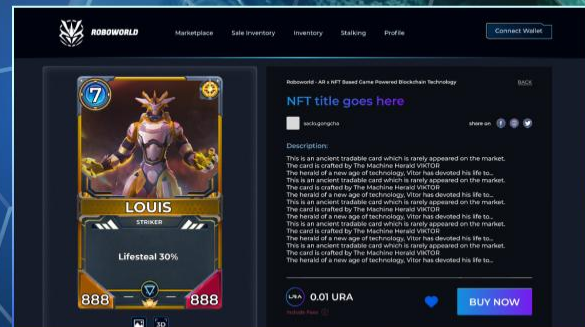 ROBOWORLD
Marketplace
Sale Inventory
Inventory
Stalking
Profile
Connect Wallet
7
LOUIS
STRIKER
Lifesteal 30%
888
888
3D
Roboworld - AR x NFT Based Game Powered Blockchain Technology
BACK
NFT title goes here
socki.gongcha
share on
Description:
This is an ancient tradable card which is rarely appeared on the market.
The card is crafted by The Machine Herald VIKTOR
The herald of a new age of technology, Vitor has devoted his life to...
This is an ancient tradable card which is rarely appeared on the market.
The card is crafted by The Machine Herald VIKTOR
The herald of a new age of technology, Vitor has devoted his life to...
This is an ancient tradable card which is rarely appeared on the market.
The card is crafted by The Machine Herald VIKTOR
The herald of a new age of technology, Vitor has devoted his life to...
This is an ancient tradable card which is rarely appeared on the market.
The card is crafted by The Machine Herald VIKTOR
The herald of a new age of technology, Vitor has devoted his life to...
This is an ancient tradable card which is rarely appeared on the market.
The card is crafted by The Machine Herald VIKTOR
The herald of a new age of technology, Vitor has devoted his life to...
URA
0.01 URA
Include Fees
BUY NOW